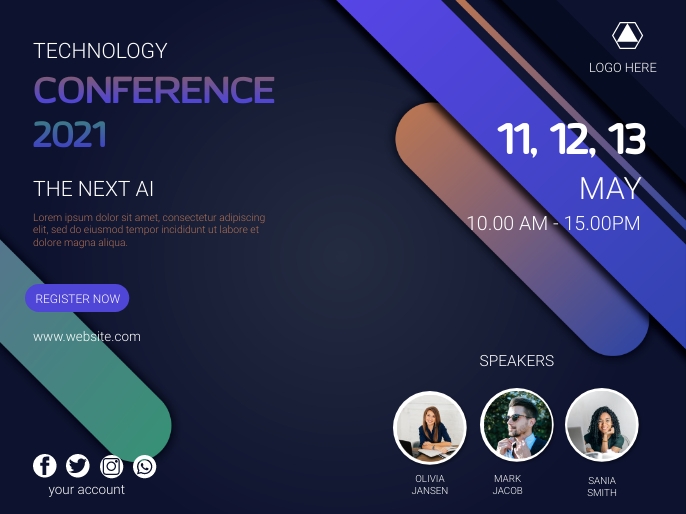 TECHNOLOGY
CONFERENCE
2021
THE NEXT AI
Lorem ipsum dolor sit amet, consectetur adipiscing
elit, sed do eiusmod tempor incididunt ut labore et
dolore magna aliqua.
REGISTER NOW
www.website.com
your account
LOGO HERE
11, 12, 13
MAY
10.00 AM - 15.00PM
SPEAKERS
OLIVIA
JANSEN
MARK
JACOB
SANIA
SMITH